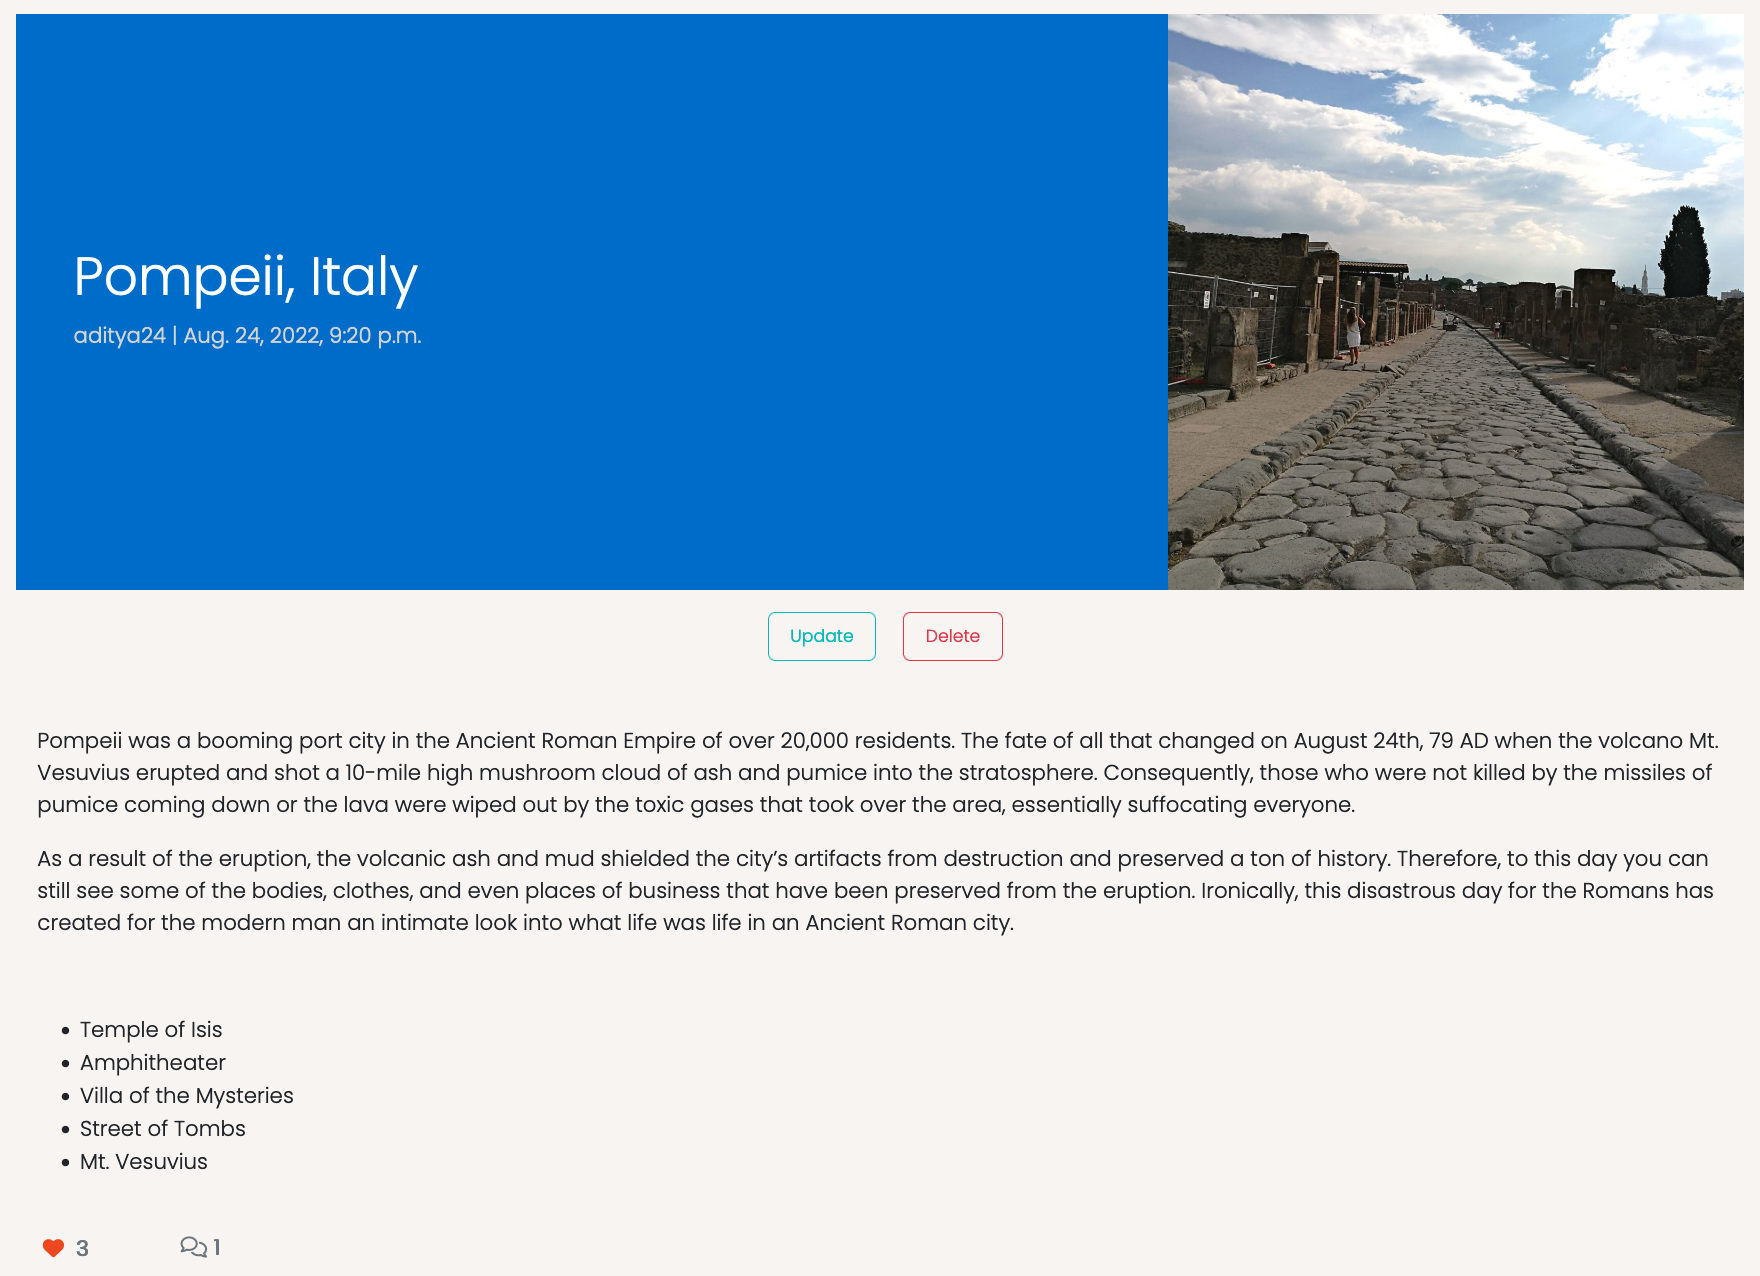 Pompeii, Italy
aditya24 | Aug. 24, 2022, 9:20 p.m.
Update
Delete
Pompeii was a booming port city in the Ancient Roman Empire of over 20,000 residents. The fate of all that changed on August 24th, 79 AD when the volcano Mt.
Vesuvius erupted and shot a 10-mile high mushroom cloud of ash and pumice into the stratosphere. Consequently, those who were not killed by the missiles of
pumice coming down or the lava were wiped out by the toxic gases that took over the area, essentially suffocating everyone.
As a result of the eruption, the volcanic ash and mud shielded the city’s artifacts from destruction and preserved a ton of history. Therefore, to this day you can
still see some of the bodies, clothes, and even places of business that have been preserved from the eruption. Ironically, this disastrous day for the Romans has
created for the modern man an intimate look into what life was life in an Ancient Roman city.
• Temple of Isis
• Amphitheater
• Villa of the Mysteries
• Street of Tombs
• Mt. Vesuvius
3
1